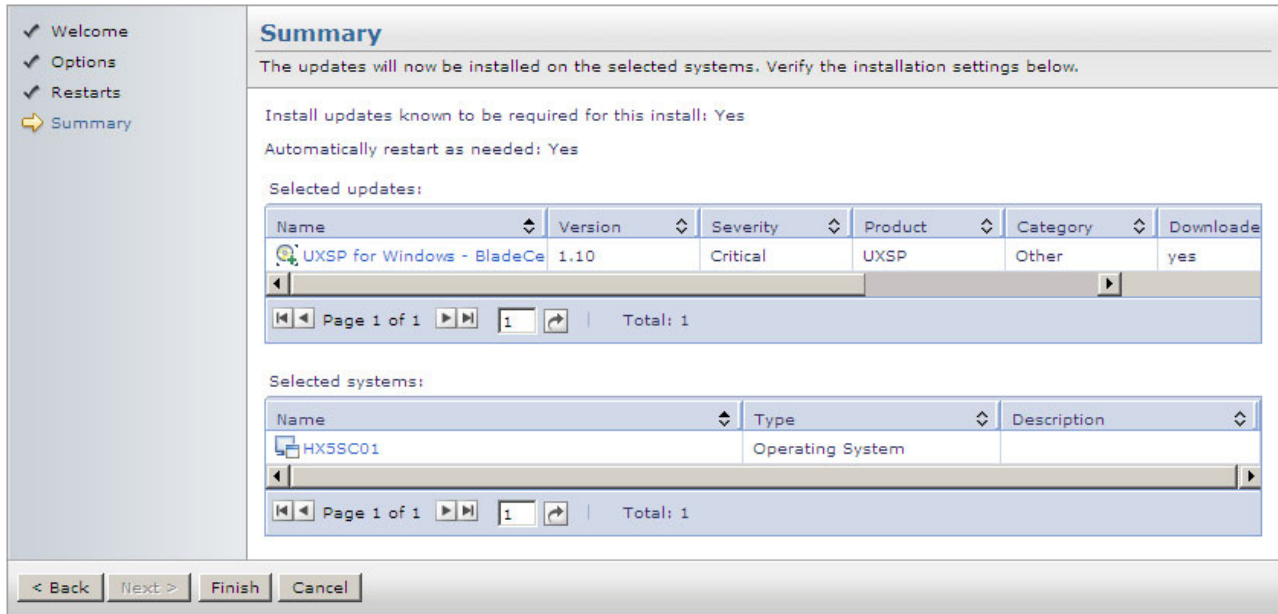 Welcome
Options
Restarts
Summary
Summary
The updates will now be installed on the selected systems. Verify the installation settings below.
Install updates known to be required for this install: Yes
Automatically restart as needed: Yes
Selected updates:
Name Version Severity Product Category Downloade
UXSP for Windows - BladeCe 1.10 Critical UXSP Other yes
Page 1 of 1 1 Total: 1
Selected systems:
Name Type Description
HX5SC01 Operating System
Page 1 of 1 1 Total: 1
< Back Next > Finish Cancel